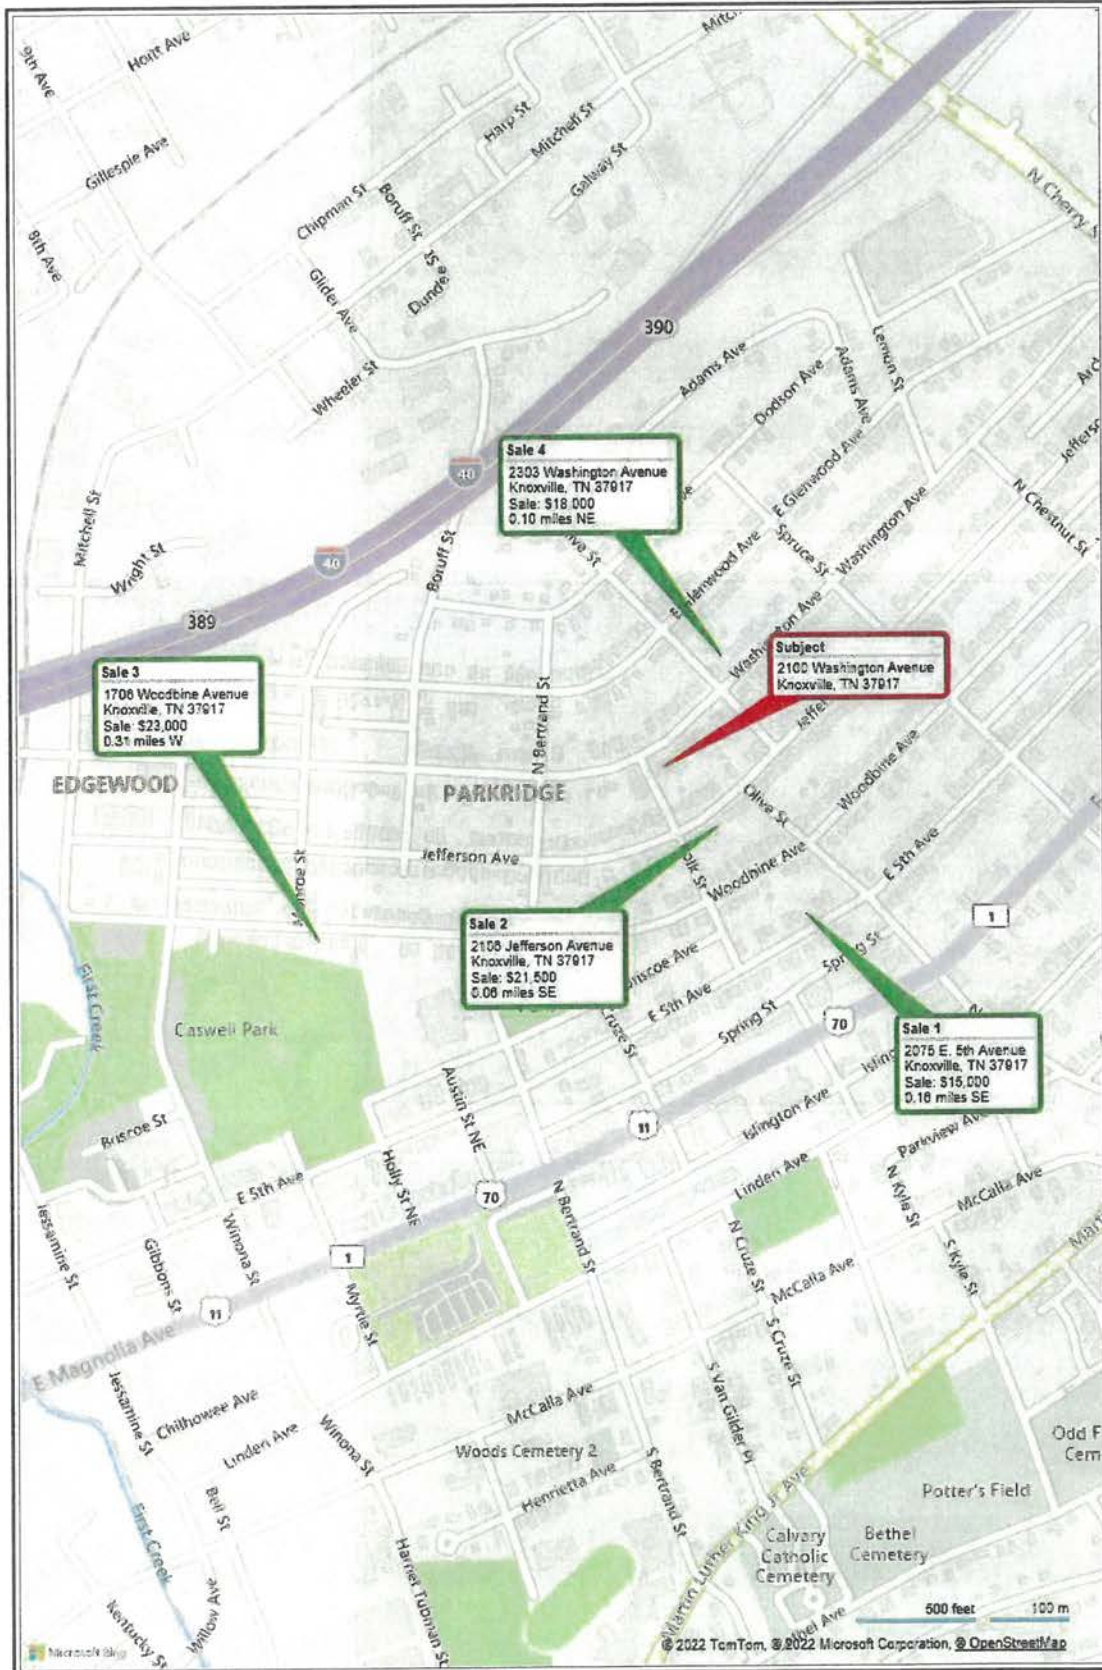 9th Ave
Hoitt Ave
Mitch
Gillespie Ave
8th Ave
Harp St
Mitchell St
Galway St
Chipman St
Boruff St
Dundee St
Glider Ave
Wheeler St
N Cherry S
390
Adams Ave
Adams Ave
Lemon St
Dodson Ave
E Glenwood Ave
Jefferso
N Chestnut St
Mitchell St
Wright St
40
40
389
Boruff St
Sale 4
2303 Washington Avenue
Knoxville, TN 37917
Sale: $18,000
0.10 miles NE
Spruce St
Washington Ave
Subject
2100 Washington Avenue
Knoxville, TN 37917
Sale 3
1706 Woodbine Avenue
Knoxville, TN 37917
Sale: $23,000
0.31 miles W
N Bertrand St
EDGEWOOD
PARKRIDGE
Olive St
Woodbine Ave
Jefferson Ave
Woodbine Ave
E 5th Ave
1
Sale 2
2108 Jefferson Avenue
Knoxville, TN 37917
Sale: $21,500
0.06 miles SE
E 5th Ave
Spring St
Spring St
70
Sale 1
2075 E. 5th Avenue
Knoxville, TN 37917
Sale: $15,000
0.16 miles SE
First Creek
Caswell Park
Cruze St
Austin St NE
11
Islington Ave
Parkview Ave
Briscoe St
E 5th Ave
Holly St NE
70
N Bertrand St
Linden Ave
N Kyle St
McCalla Ave
Jessamine St
Gibbons St
Winona St
1
Myrtle St
N Cruze St
McCalla Ave
S Kyle St
11
E Magnolia Ave
S Cruze St
Jessamine St
Chilhowee Ave
Linden Ave
Winona St
McCalla Ave
S Van Gilder Pl
Woods Cemetery 2
Henrietta Ave
S Bertrand St
Bell St
Odd F
Cem
Potter's Field
Martin Luther King Jr Ave
Calvary
Catholic
Cemetery
Bethel
Cemetery
First Creek
Willow Ave
Kentucky St
Harriet Tubman St
500 feet
100 m
Microsoft Bing
© 2022 TomTom, © 2022 Microsoft Corporation, © OpenStreetMap